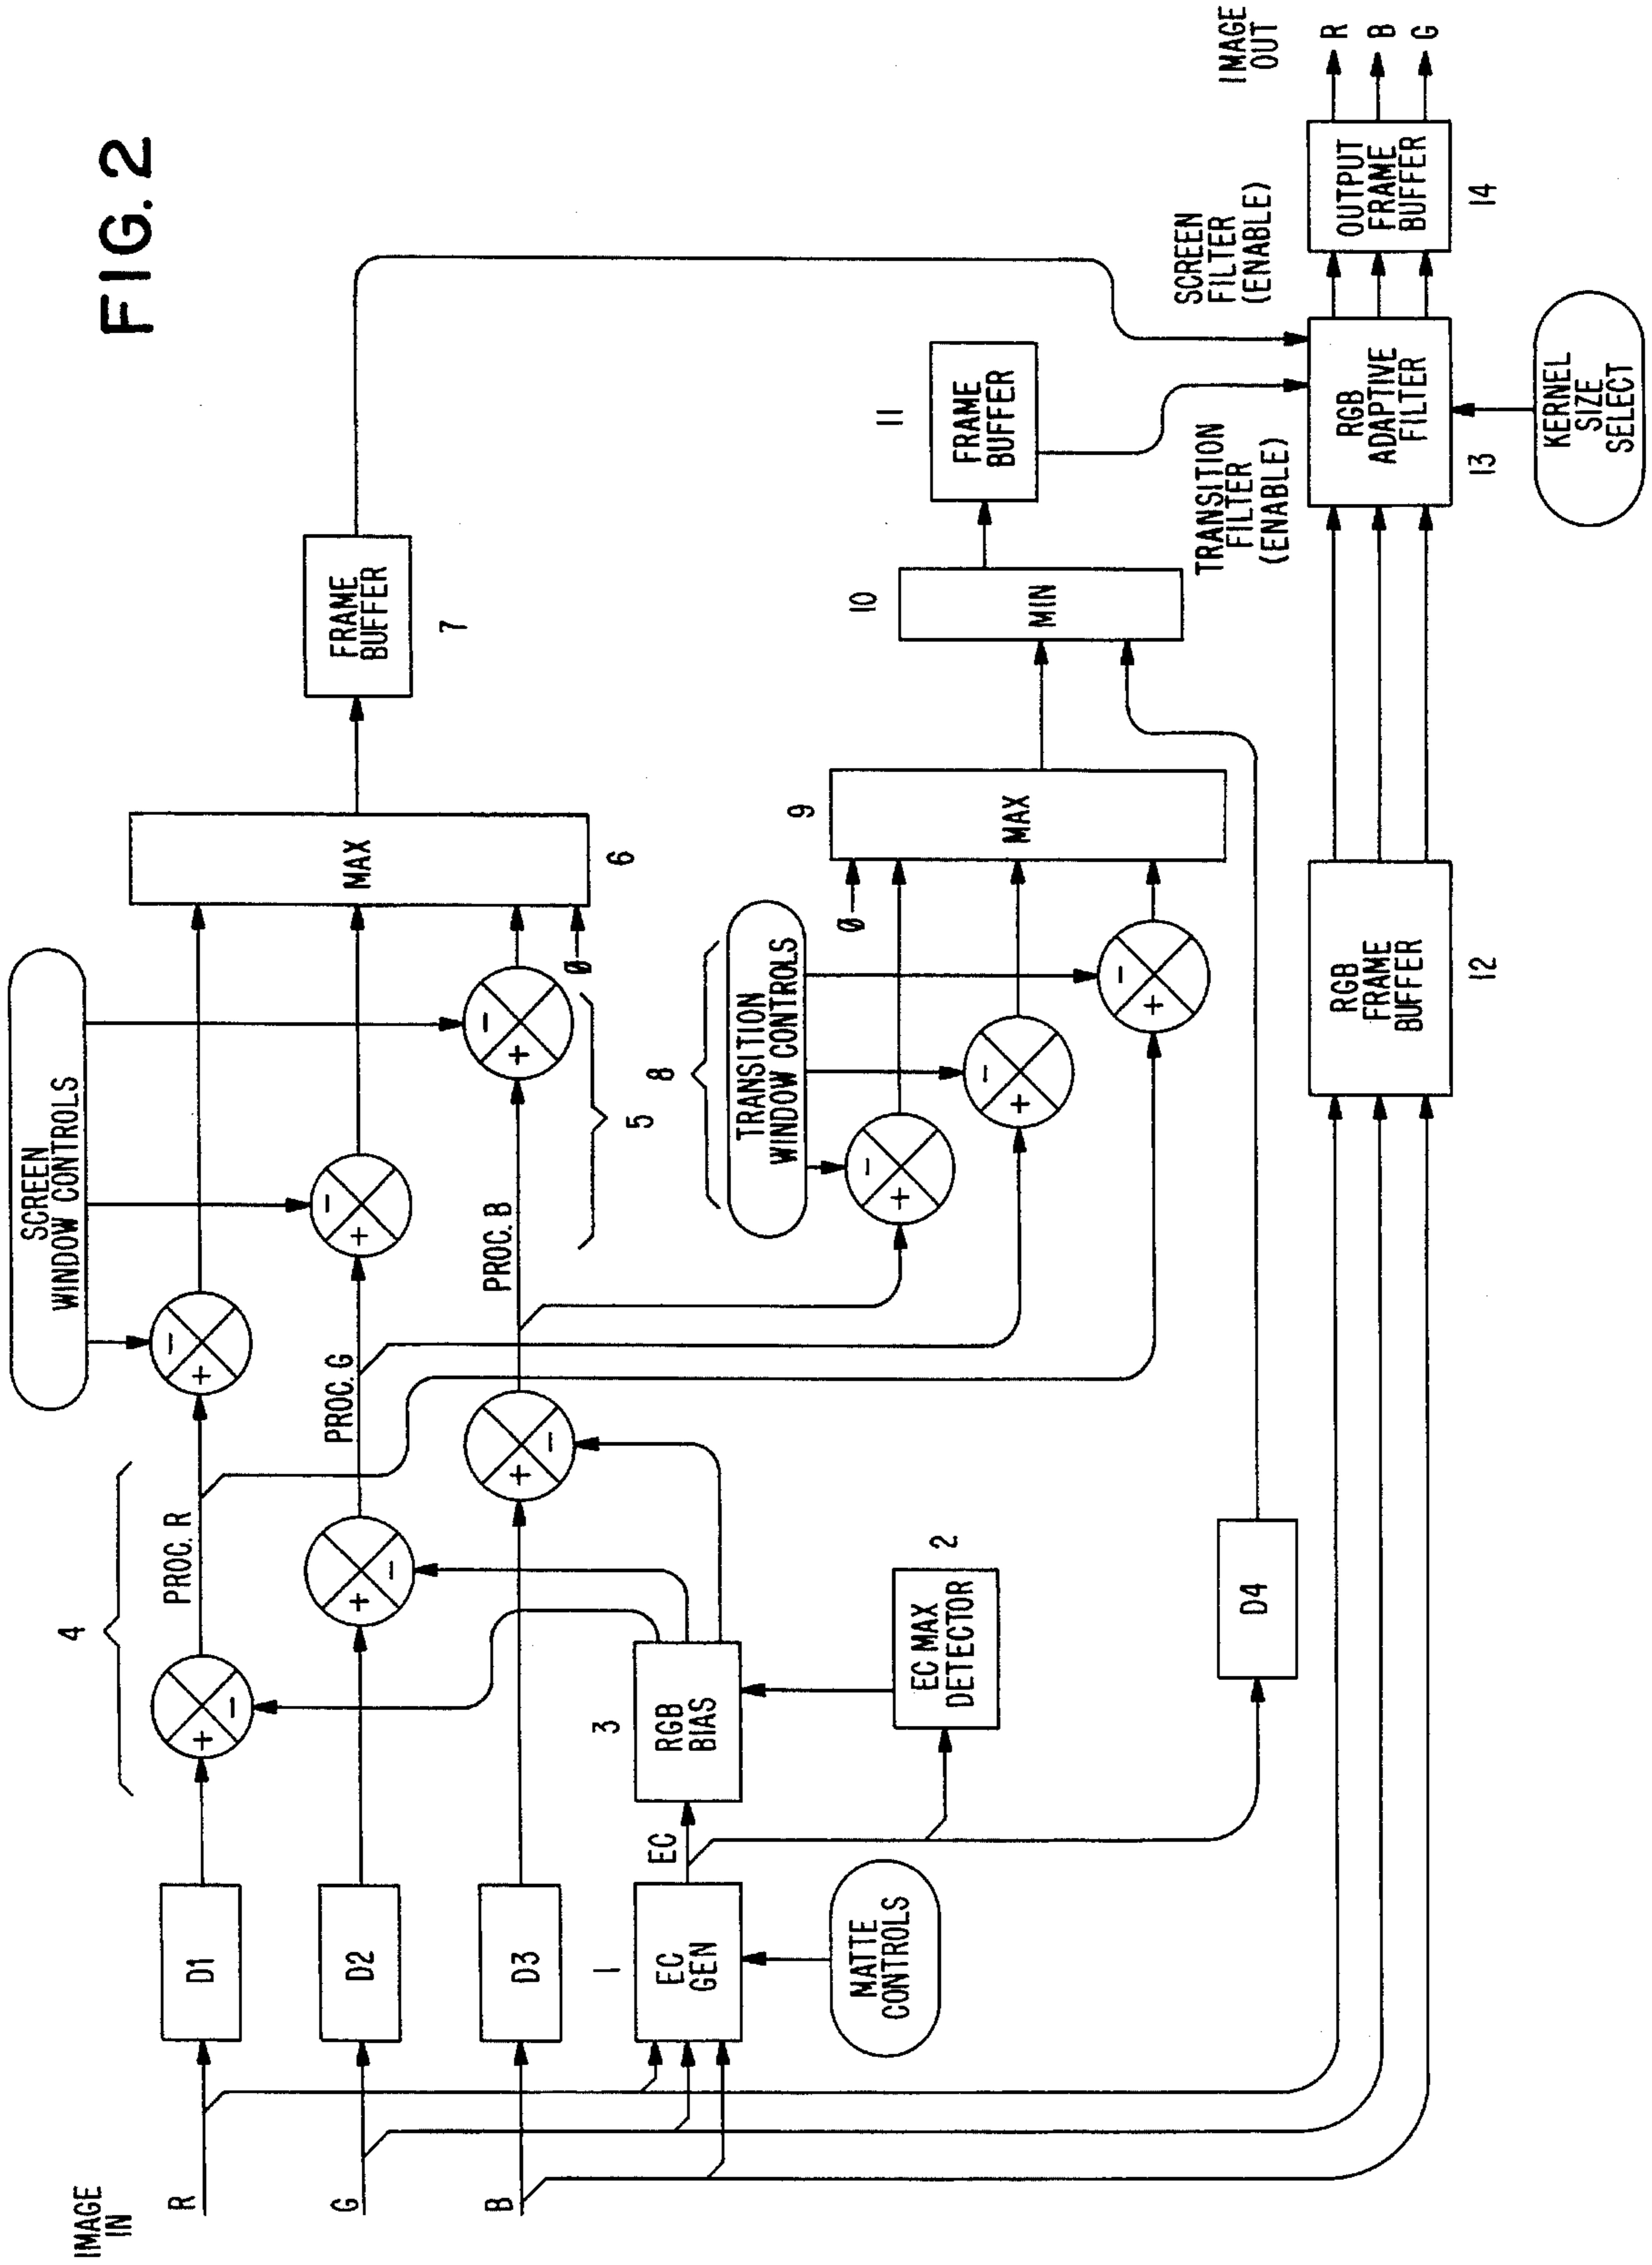 FIG. 2
IMAGE
IN
R
G
B
D1
D2
D3
1
EC
GEN
MATTE
CONTROLS
EC
3
RGB
BIAS
EC MAX
DETECTOR
2
D4
4
PROC. R
PROC. G
PROC. B
+
−
+
−
+
−
SCREEN
WINDOW CONTROLS
+
−
+
−
+
−
5
Ø
MAX
6
FRAME
BUFFER
7
8
TRANSITION
WINDOW CONTROLS
+
−
+
−
+
−
Ø
MAX
9
MIN
10
FRAME
BUFFER
11
TRANSITION
FILTER
(ENABLE)
SCREEN
FILTER
(ENABLE)
RGB
FRAME
BUFFER
12
RGB
ADAPTIVE
FILTER
13
KERNEL
SIZE
SELECT
OUTPUT
FRAME
BUFFER
14
IMAGE
OUT
R
B
G